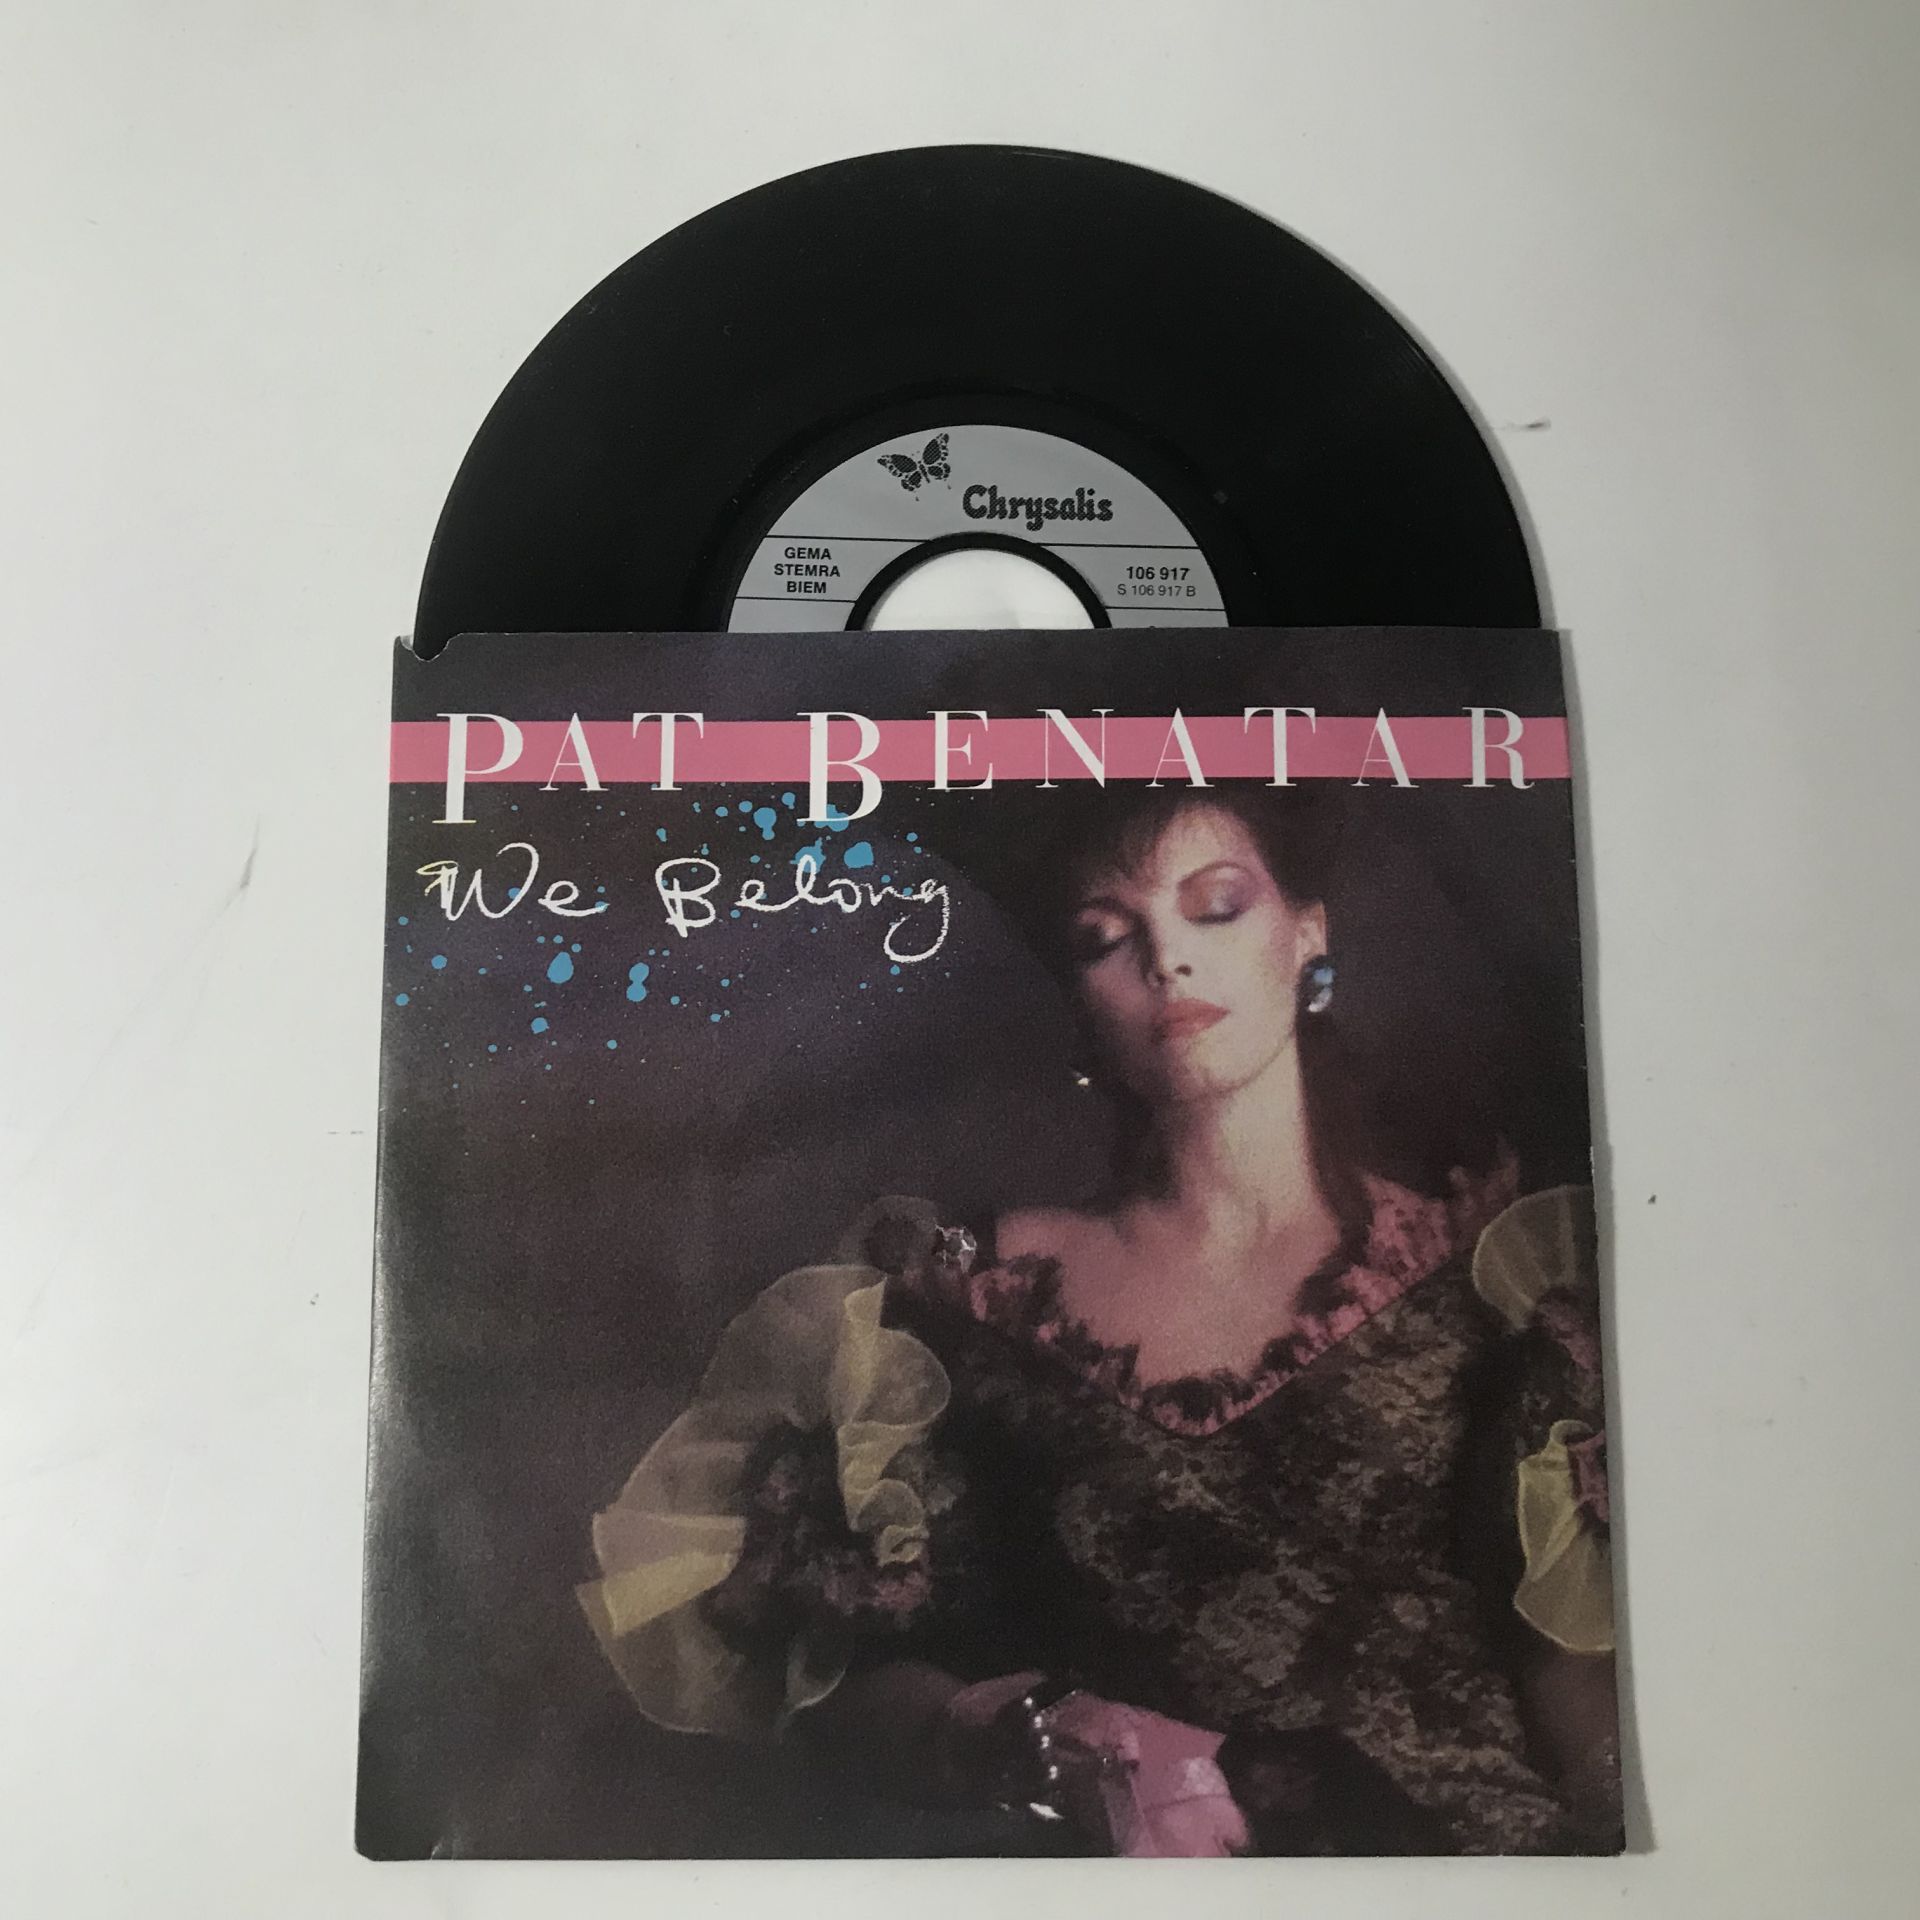 Chrysalis
GEMA
STEMRA
BIEM
106 917
S 106 917 B
PAT BENATAR
We Belong